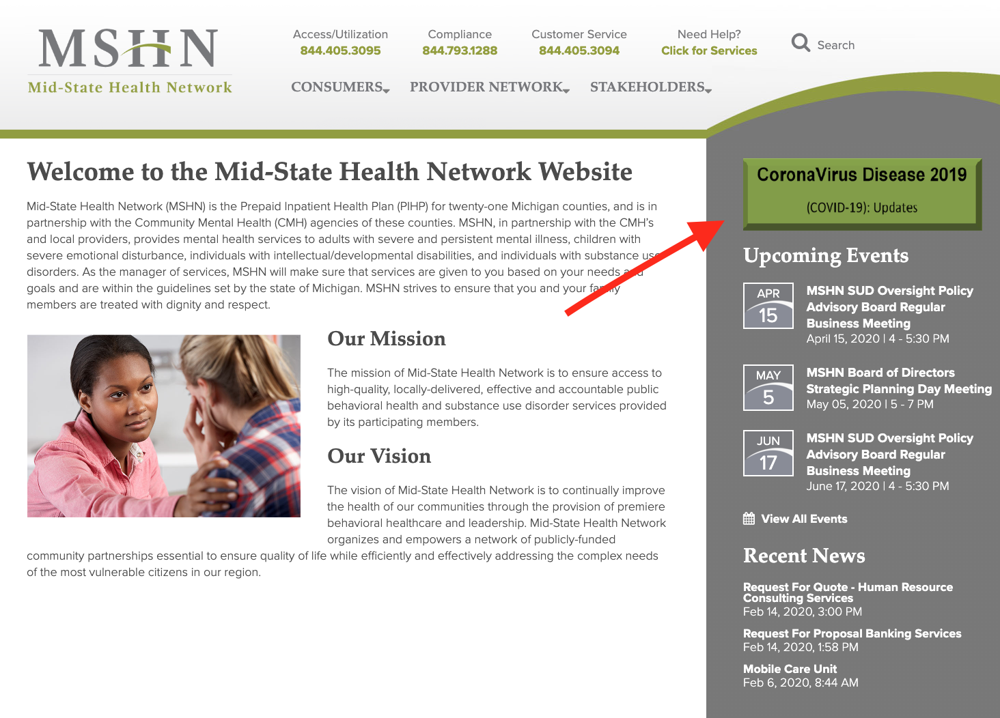 MSHN
Mid-State Health Network
Access/Utilization
844.405.3095
Compliance
844.793.1288
Customer Service
844.405.3094
Need Help?
Click for Services
Search
CONSUMERS
PROVIDER NETWORK
STAKEHOLDERS
Welcome to the Mid-State Health Network Website
Mid-State Health Network (MSHN) is the Prepaid Inpatient Health Plan (PIHP) for twenty-one Michigan counties, and is in
partnership with the Community Mental Health (CMH) agencies of these counties. MSHN, in partnership with the CMH's
and local providers, provides mental health services to adults with severe and persistent mental illness, children with
severe emotional disturbance, individuals with intellectual/developmental disabilities, and individuals with substance use
disorders. As the manager of services, MSHN will make sure that services are given to you based on your needs and
goals and are within the guidelines set by the state of Michigan. MSHN strives to ensure that you and your family
members are treated with dignity and respect.
Our Mission
The mission of Mid-State Health Network is to ensure access to
high-quality, locally-delivered, effective and accountable public
behavioral health and substance use disorder services provided
by its participating members.
Our Vision
The vision of Mid-State Health Network is to continually improve
the health of our communities through the provision of premiere
behavioral healthcare and leadership. Mid-State Health Network
organizes and empowers a network of publicly-funded
community partnerships essential to ensure quality of life while efficiently and effectively addressing the complex needs
of the most vulnerable citizens in our region.
CoronaVirus Disease 2019
(COVID-19): Updates
Upcoming Events
APR
15
MSHN SUD Oversight Policy
Advisory Board Regular
Business Meeting
April 15, 2020 | 4 - 5:30 PM
MAY
5
MSHN Board of Directors
Strategic Planning Day Meeting
May 05, 2020 | 5 - 7 PM
JUN
17
MSHN SUD Oversight Policy
Advisory Board Regular
Business Meeting
June 17, 2020 | 4 - 5:30 PM
View All Events
Recent News
Request For Quote - Human Resource
Consulting Services
Feb 14, 2020, 3:00 PM
Request For Proposal Banking Services
Feb 14, 2020, 1:58 PM
Mobile Care Unit
Feb 6, 2020, 8:44 AM